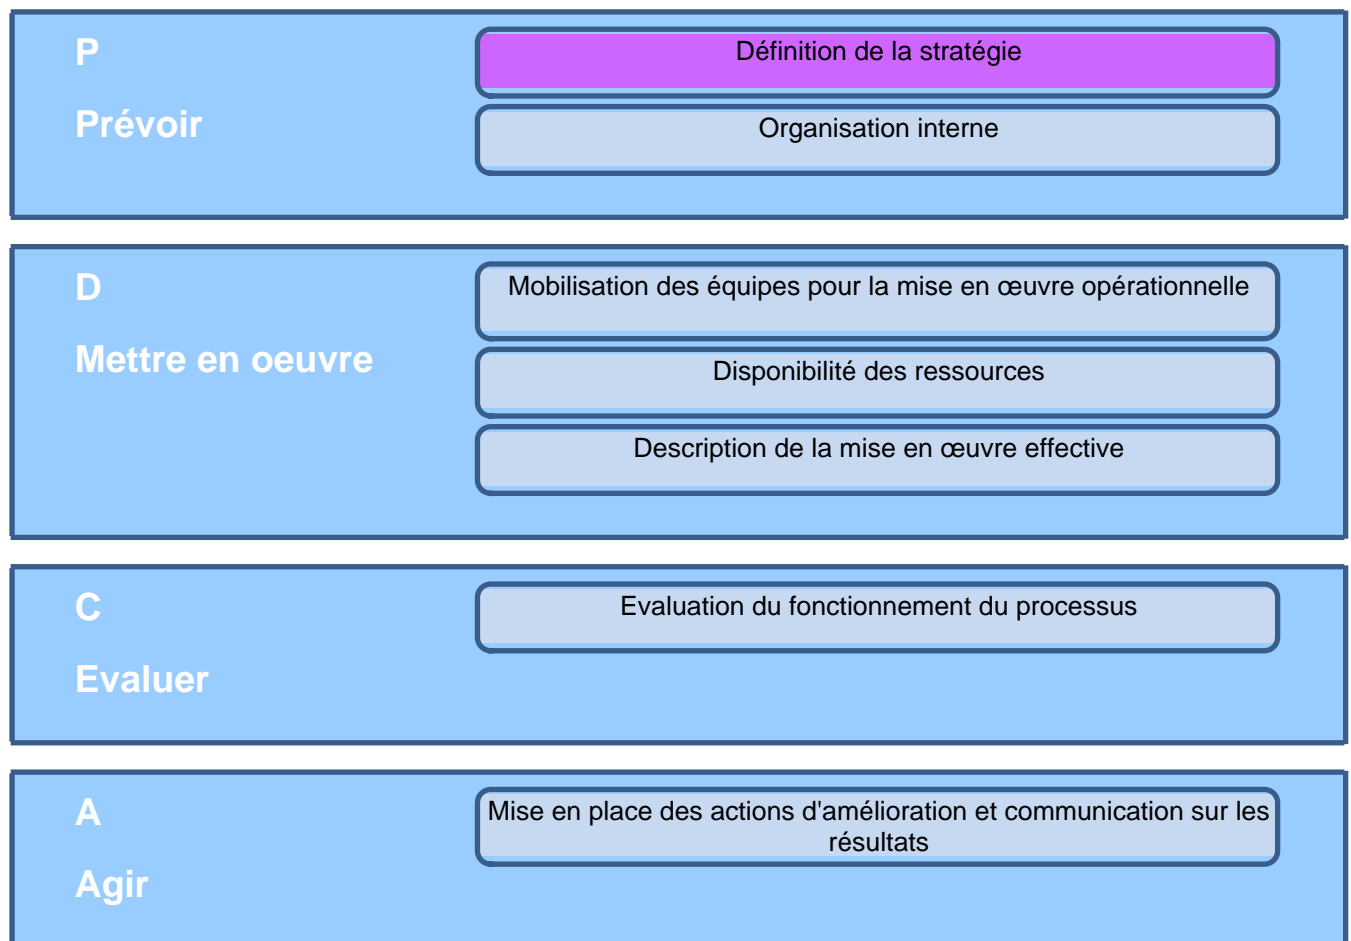 P
Prévoir
Définition de la stratégie
Organisation interne
D
Mettre en oeuvre
Mobilisation des équipes pour la mise en œuvre opérationnelle
Disponibilité des ressources
Description de la mise en œuvre effective
C
Evaluer
Evaluation du fonctionnement du processus
A
Agir
Mise en place des actions d'amélioration et communication sur les
résultats